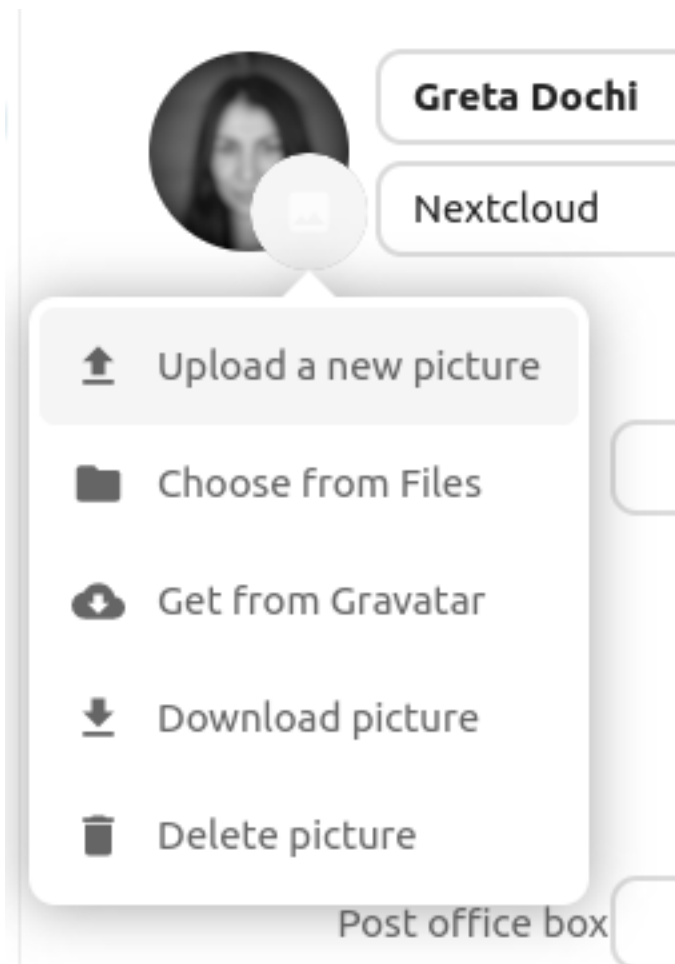 Greta Dochi
Nextcloud
Upload a new picture
Choose from Files
Get from Gravatar
Download picture
Delete picture
Post office box